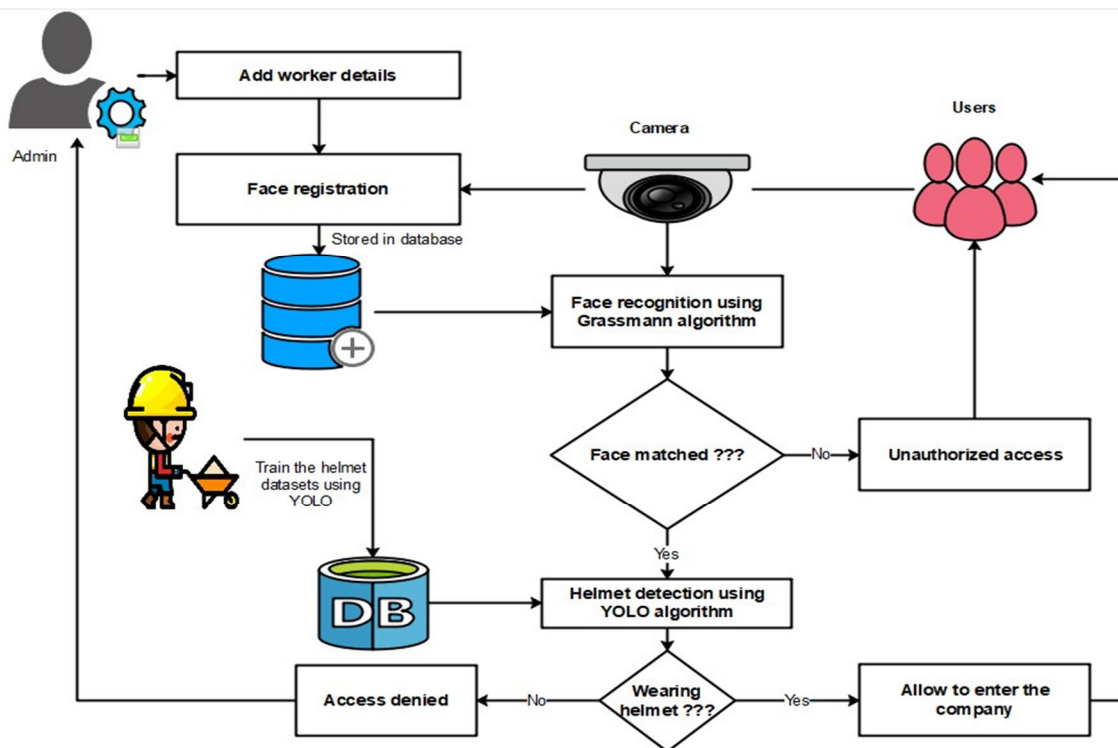 Add worker details
Users
Camera
Admin
Face registration
Stored in database
Face recognition using
Grassmann algorithm
Face matched ???
No
Unauthorized access
Train the helmet
datasets using
YOLO
Yes
Helmet detection using
YOLO algorithm
DB
Access denied
No
Wearing
helmet ???
Yes
Allow to enter the
company